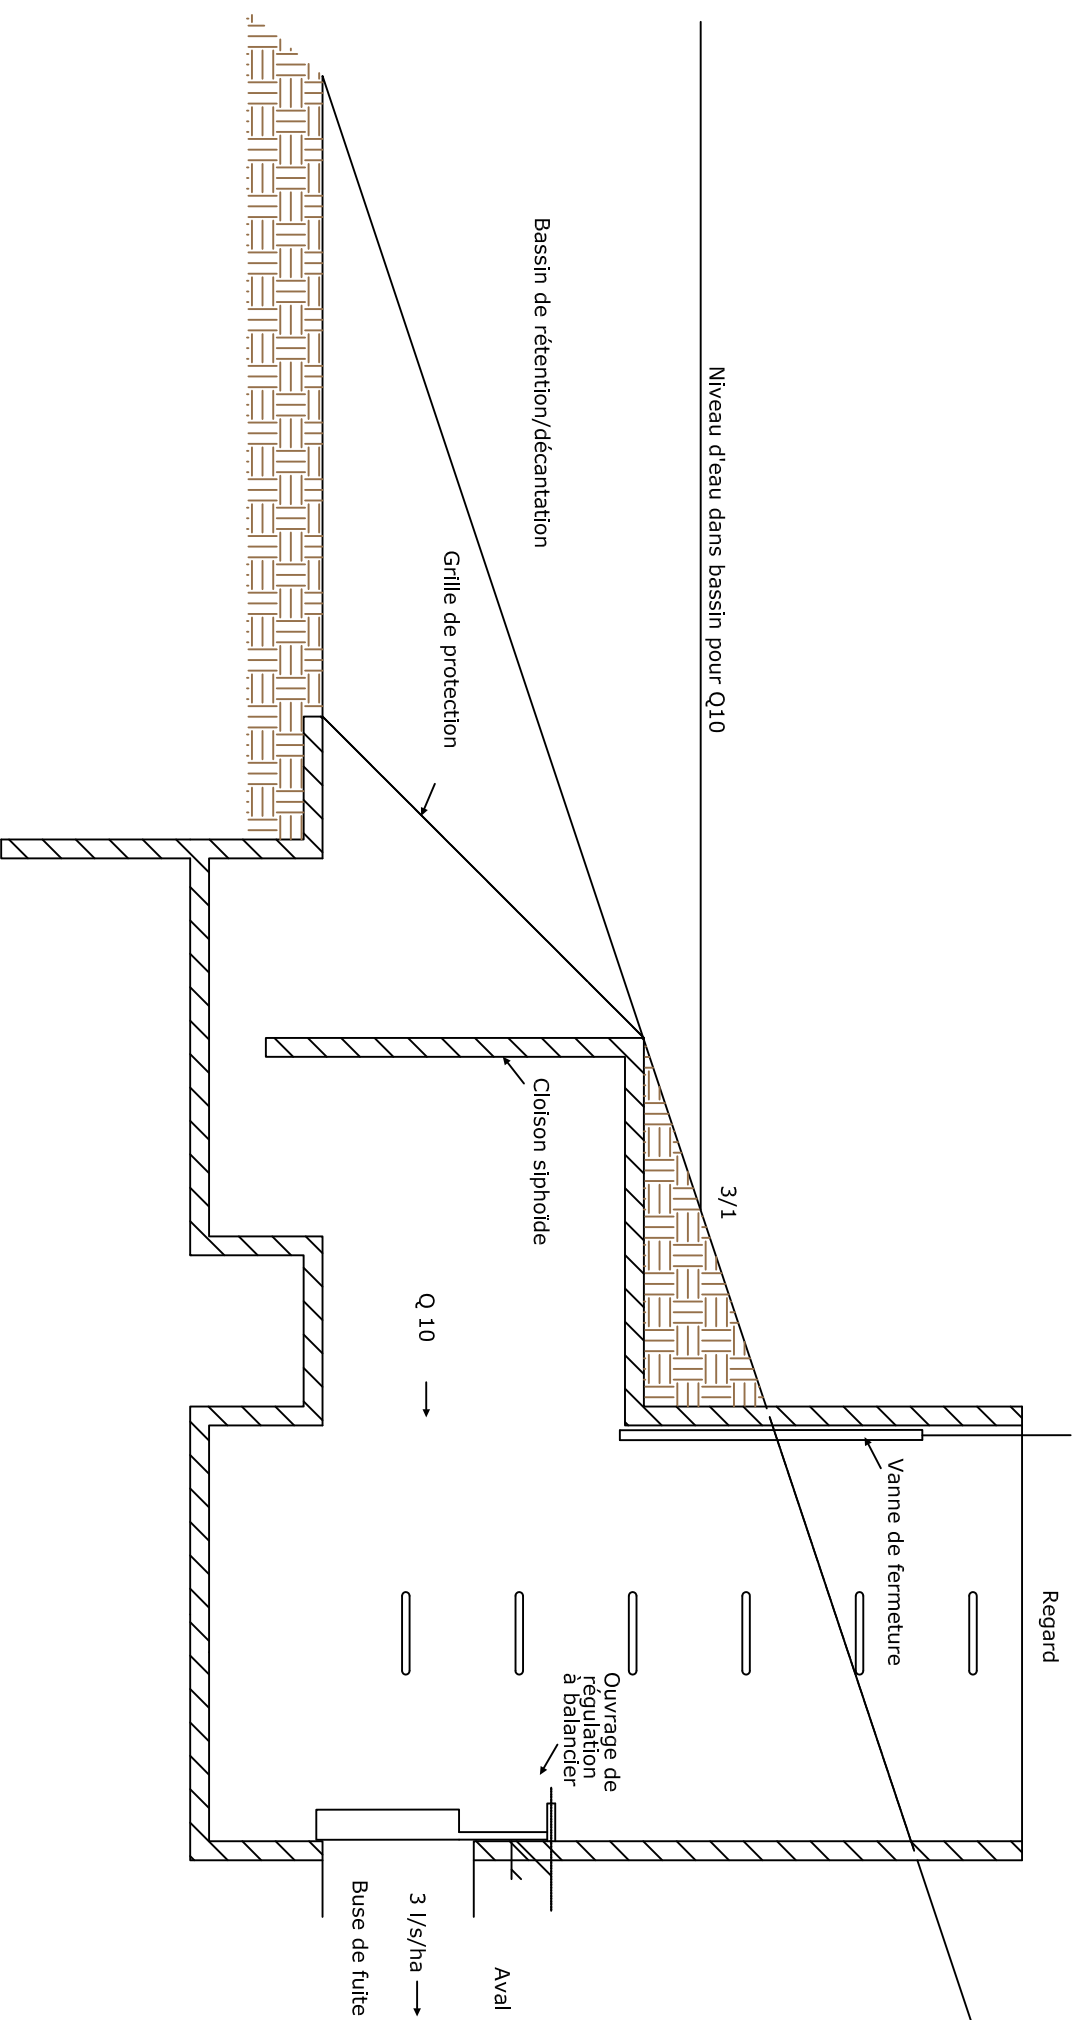 Regard
Niveau d'eau dans bassin pour Q10
3/1
Vanne de fermeture
Bassin de rétention/décantation
Grille de protection
Cloison siphoïde
Ouvrage de
régulation
à balancier
Q 10
Aval
3 l/s/ha
Buse de fuite